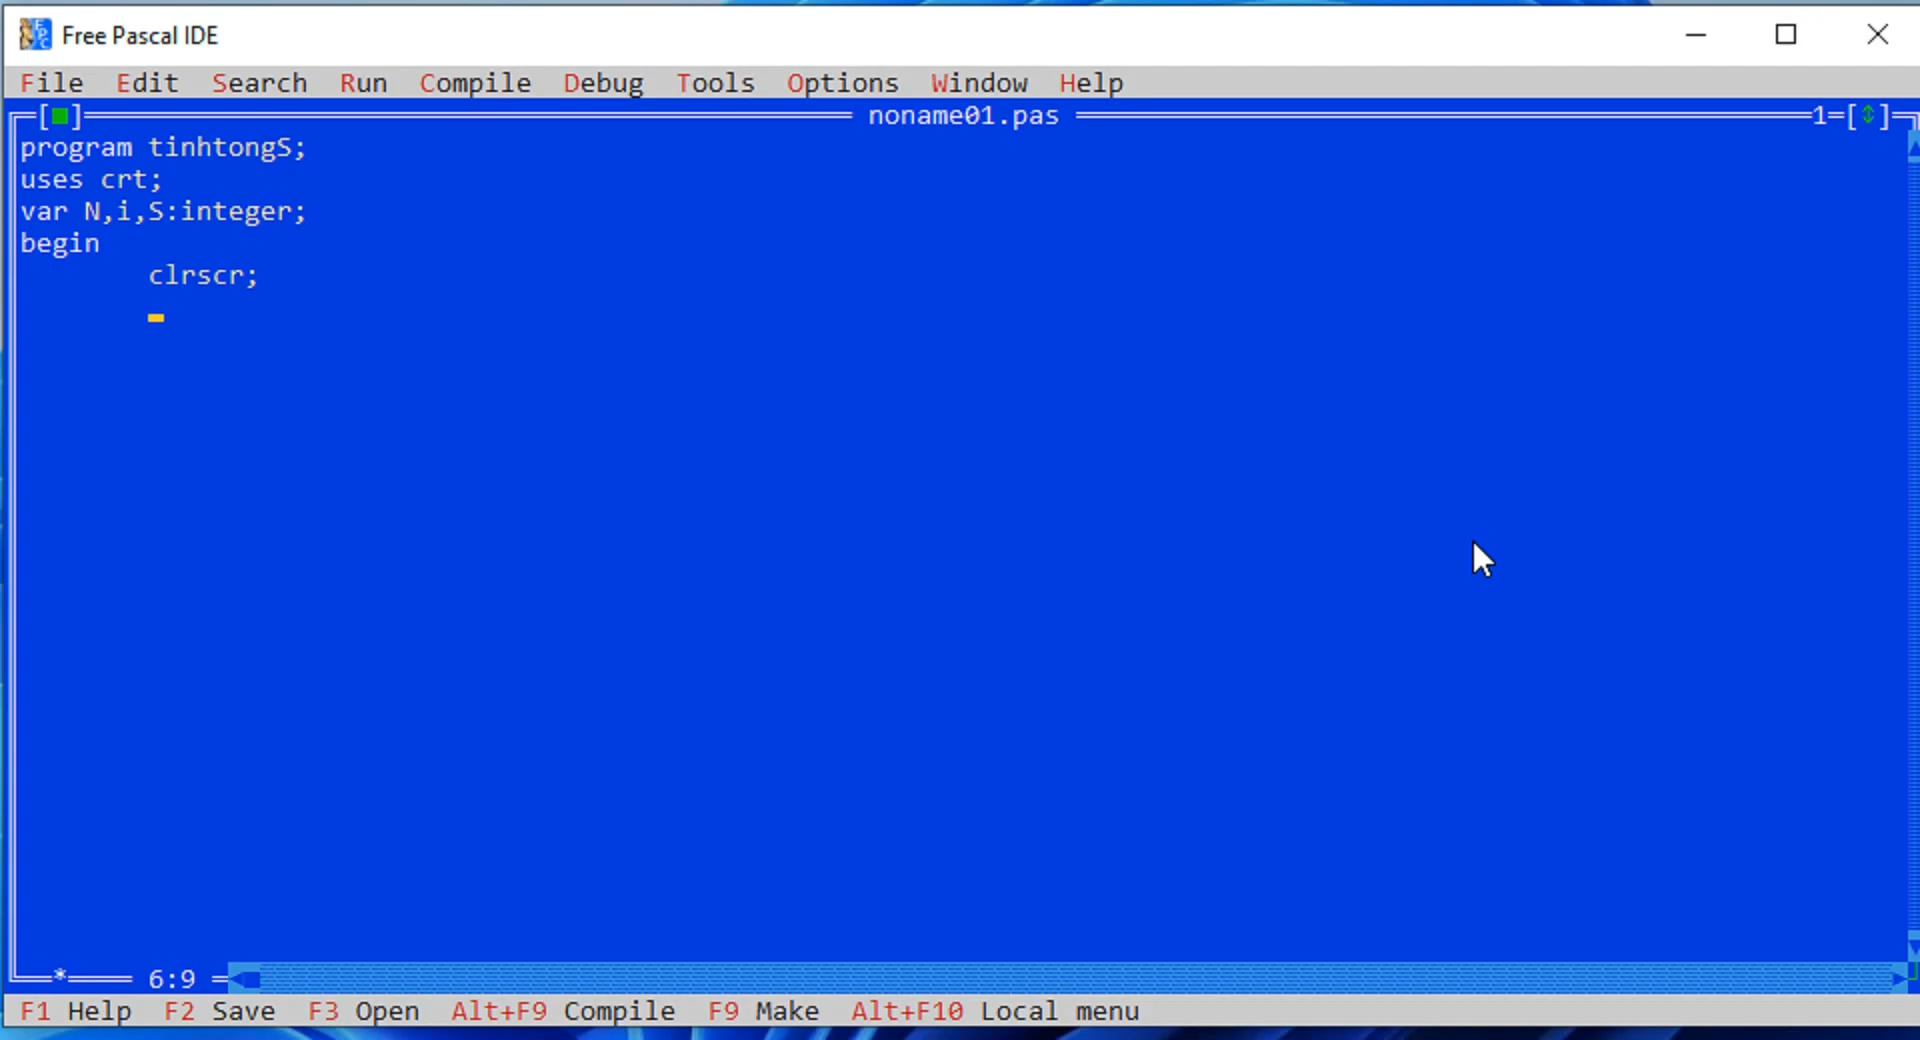 Free Pascal IDE
File Edit Search Run Compile Debug Tools Options Window Help
noname01.pas 1=[↕]
program tinhtongS;
uses crt;
var N,i,S:integer;
begin
clrscr;
* 6:9
F1 Help F2 Save F3 Open Alt+F9 Compile F9 Make Alt+F10 Local menu